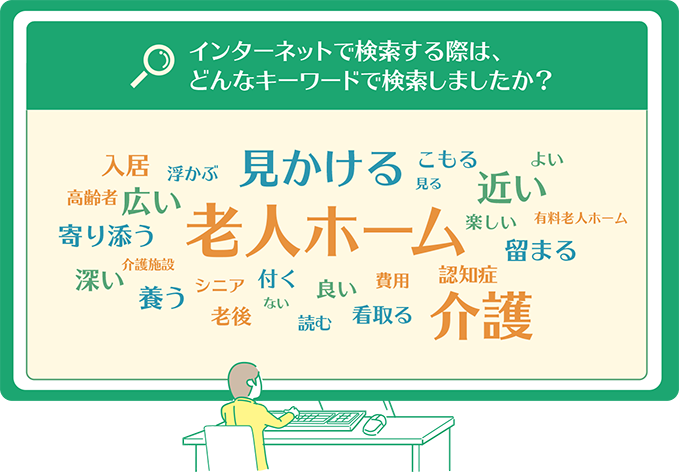 インターネットで検索する際は、
どんなキーワードで検索しましたか？
入居 浮かぶ 見かける こもる 見る よい
高齢者 広い 近い
寄り添う 老人ホーム 楽しい 有料老人ホーム
留まる
深い 介護施設 シニア 付く 良い 費用 認知症
養う 老後 ない 読む 看取る 介護